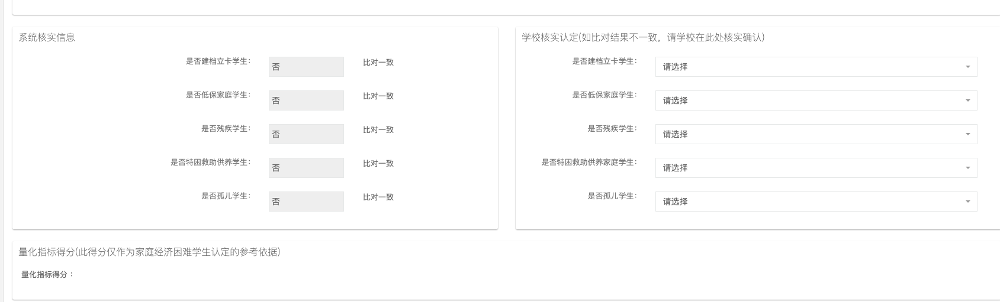 系统核实信息
是否建档立卡学生：
否
比对一致
是否低保家庭学生：
否
比对一致
是否残疾学生：
否
比对一致
是否特困救助供养学生：
否
比对一致
是否孤儿学生：
否
比对一致
学校核实认定(如比对结果不一致，请学校在此处核实确认)
是否建档立卡学生：
请选择
是否低保家庭学生：
请选择
是否残疾学生：
请选择
是否特困救助供养家庭学生：
请选择
是否孤儿学生：
请选择
量化指标得分(此得分仅作为家庭经济困难学生认定的参考依据)
量化指标得分：